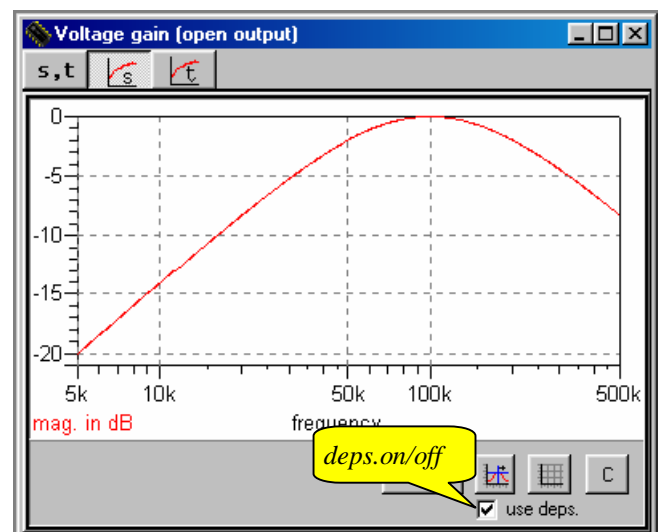 Voltage gain (open output)
s,t s t
0
-5
-10
-15
-20
5k 10k 50k 100k 500k
mag. in dB frequency
deps.on/off
C
use deps.